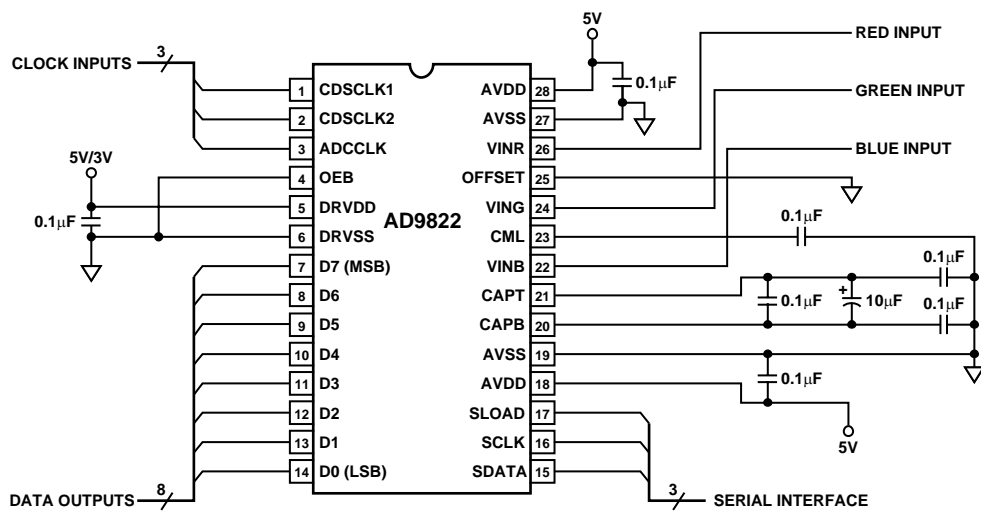 5V
3
CLOCK INPUTS
RED INPUT
1 CDSCLK1
AVDD 28
0.1μF
GREEN INPUT
2 CDSCLK2
AVSS 27
3 ADCCLK
VINR 26
BLUE INPUT
5V/3V
4 OEB
OFFSET 25
5 DRVDD
VING 24
0.1μF
AD9822
0.1μF
6 DRVSS
CML 23
7 D7 (MSB)
VINB 22
0.1μF
8 D6
CAPT 21
0.1μF
+
10μF
0.1μF
9 D5
CAPB 20
10 D4
AVSS 19
11 D3
AVDD 18
0.1μF
12 D2
SLOAD 17
13 D1
SCLK 16
5V
14 D0 (LSB)
SDATA 15
8
DATA OUTPUTS
3
SERIAL INTERFACE